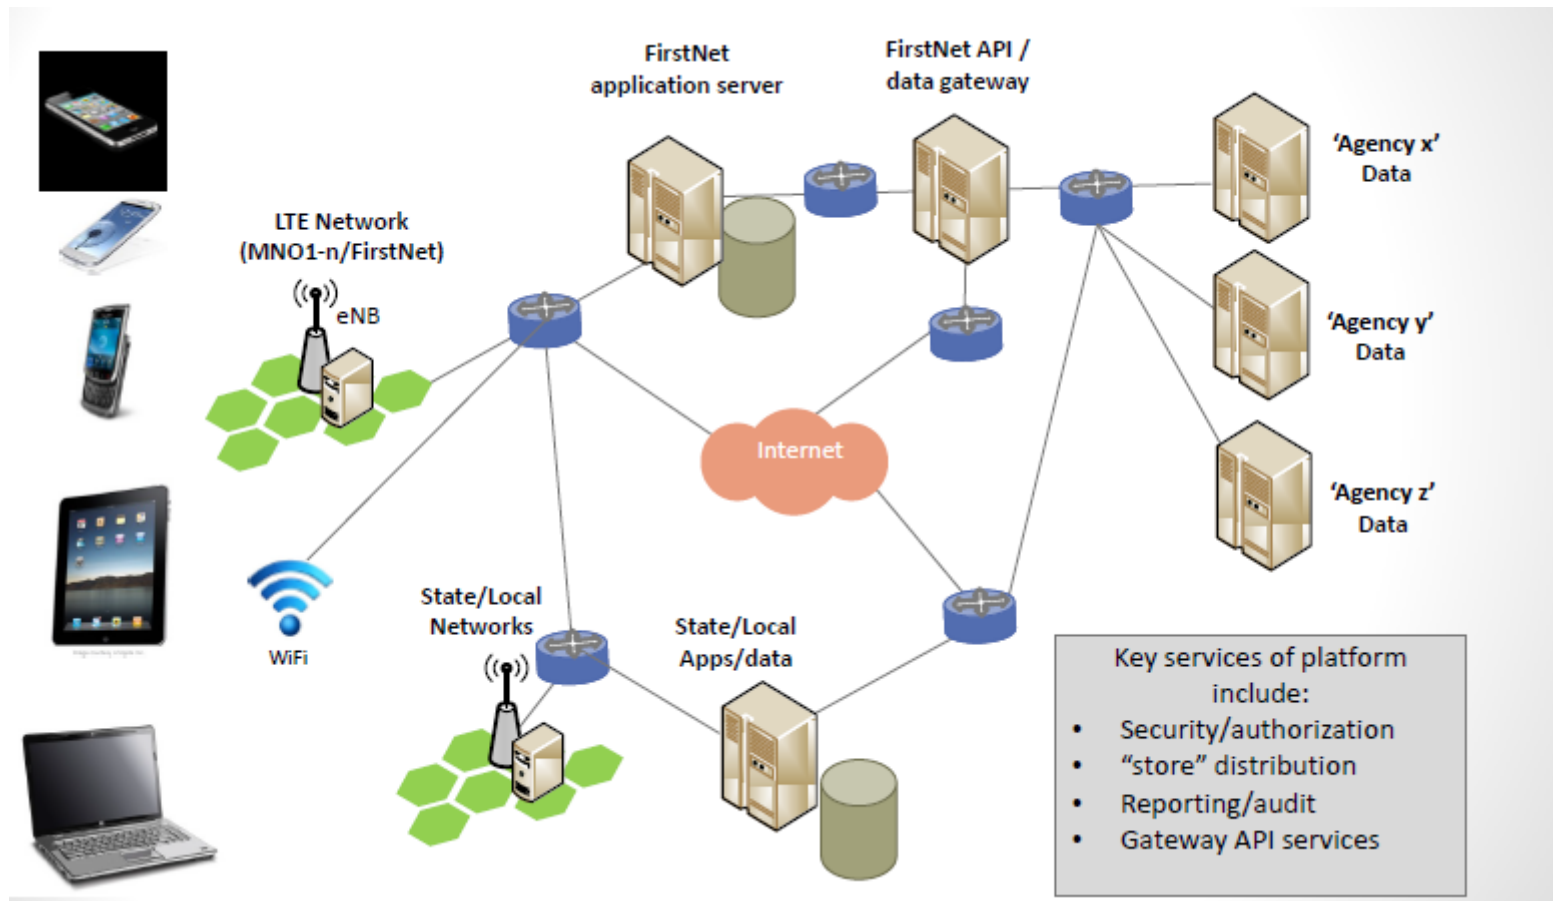 FirstNet
application server
FirstNet API /
data gateway
‘Agency x’
Data
LTE Network
(MNO1-n/FirstNet)
eNB
‘Agency y’
Data
Internet
‘Agency z’
Data
WiFi
State/Local
Networks
State/Local
Apps/data
Key services of platform
include:
• Security/authorization
• “store” distribution
• Reporting/audit
• Gateway API services